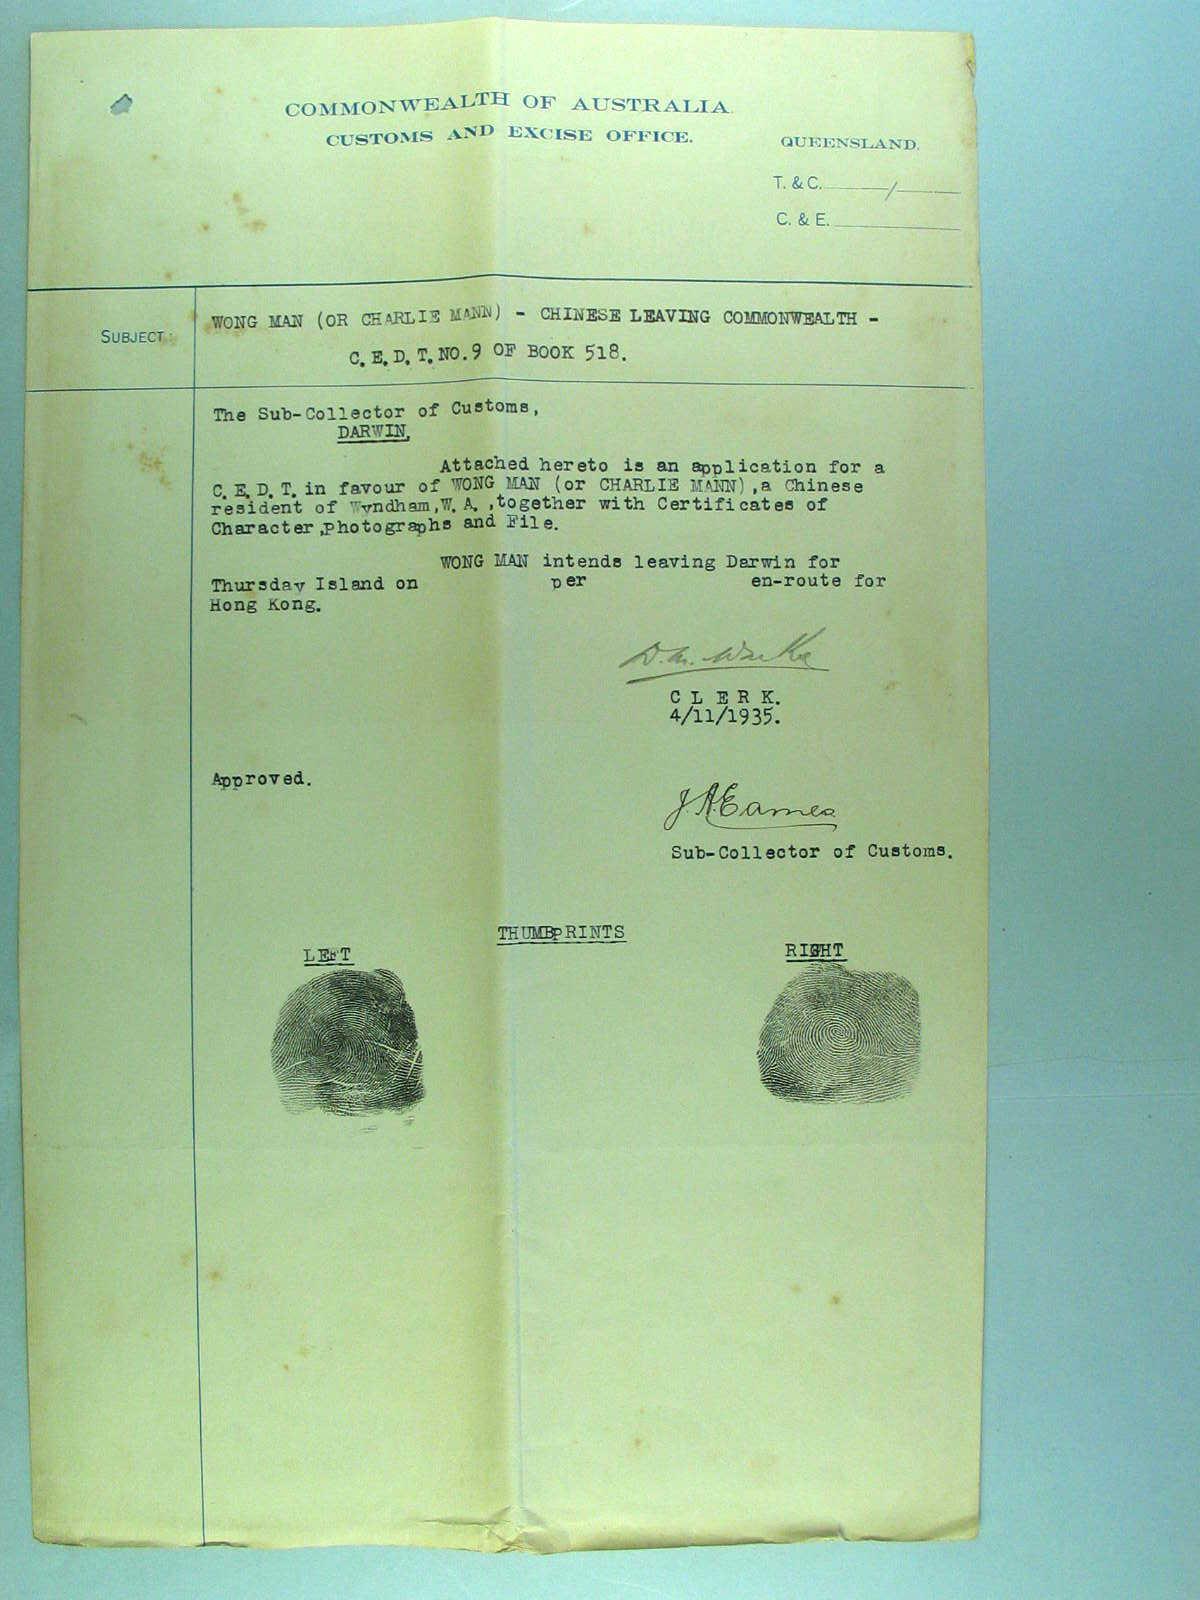 COMMONWEALTH OF AUSTRALIA.
CUSTOMS AND EXCISE OFFICE.
QUEENSLAND.
T. & C. /
C. & E.
SUBJECT:
WONG MAN (OR CHARLIE MANN) - CHINESE LEAVING COMMONWEALTH -
C.E.D.T.NO.9 OF BOOK 518.
The Sub-Collector of Customs,
DARWIN.
Attached hereto is an application for a
C.E.D.T. in favour of WONG MAN (or CHARLIE MANN), a Chinese
resident of Wyndham,W.A.,together with Certificates of
Character,photographs and File.
WONG MAN intends leaving Darwin for
Thursday Island on per en-route for
Hong Kong.
CLERK.
4/11/1935.
Approved.
J.A.Eames
Sub-Collector of Customs.
THUMBPRINTS
LEFT
RIGHT